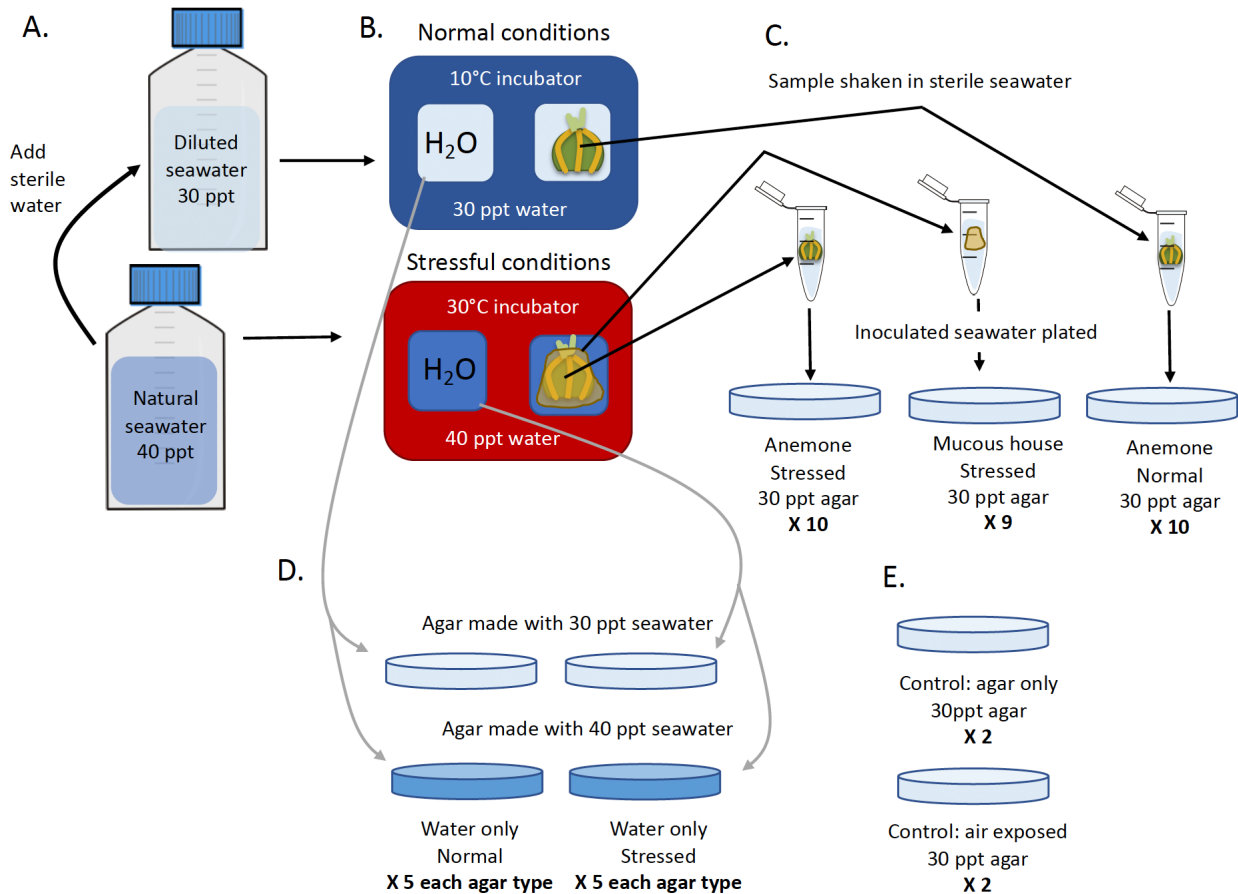 A.
Diluted
seawater
30 ppt
Add
sterile
water
Natural
seawater
40 ppt
B.
Normal conditions
10°C incubator
H₂O
30 ppt water
Stressful conditions
30°C incubator
H₂O
40 ppt water
C.
Sample shaken in sterile seawater
Inoculated seawater plated
Anemone
Stressed
30 ppt agar
X 10
Mucous house
Stressed
30 ppt agar
X 9
Anemone
Normal
30 ppt agar
X 10
D.
Agar made with 30 ppt seawater
Agar made with 40 ppt seawater
Water only
Normal
X 5 each agar type
Water only
Stressed
X 5 each agar type
E.
Control: agar only
30ppt agar
X 2
Control: air exposed
30 ppt agar
X 2